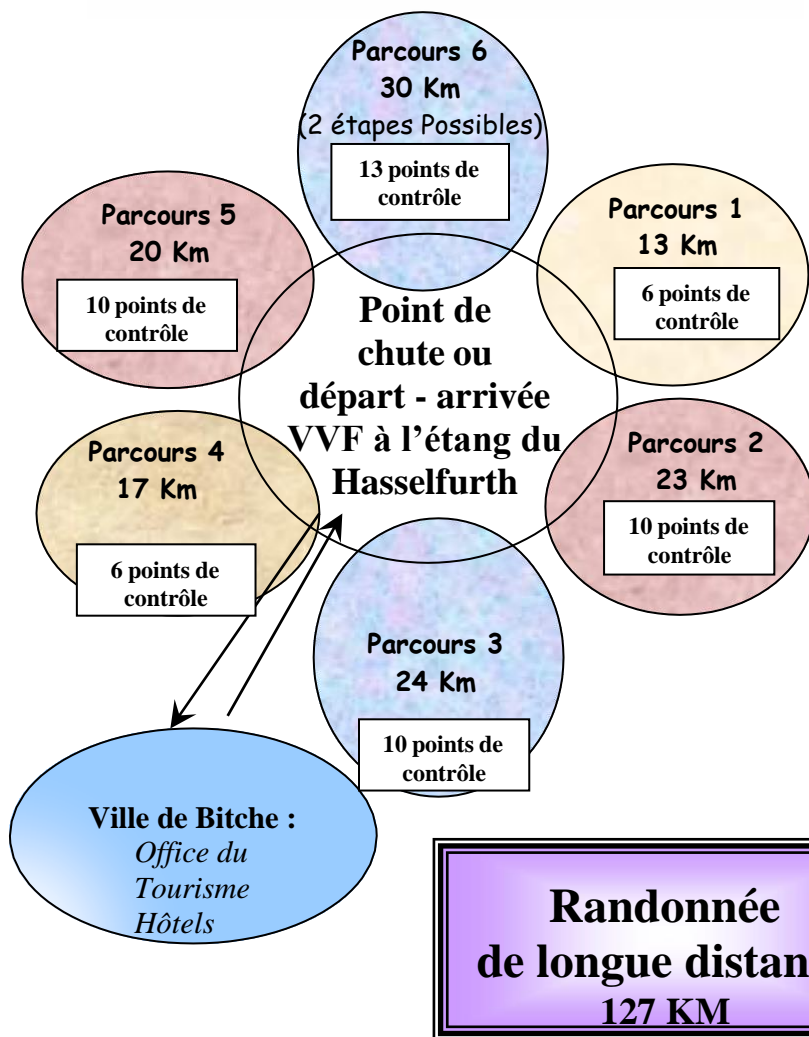 Parcours 6
30 Km
(2 étapes Possibles)
13 points de
contrôle
Parcours 5
20 Km
10 points de
contrôle
Parcours 1
13 Km
6 points de
contrôle
Point de
chute ou
départ - arrivée
VVF à l'étang du
Hasselfurth
Parcours 4
17 Km
6 points de
contrôle
Parcours 2
23 Km
10 points de
contrôle
Parcours 3
24 Km
10 points de
contrôle
Ville de Bitche :
Office du
Tourisme
Hôtels
Randonnée
de longue distan
127 KM